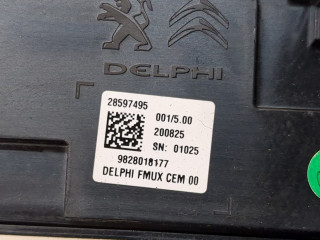 DELPHI
28597495
001/5.00
200825
SN: 01025
9828018177
DELPHI FMUX CEM 00